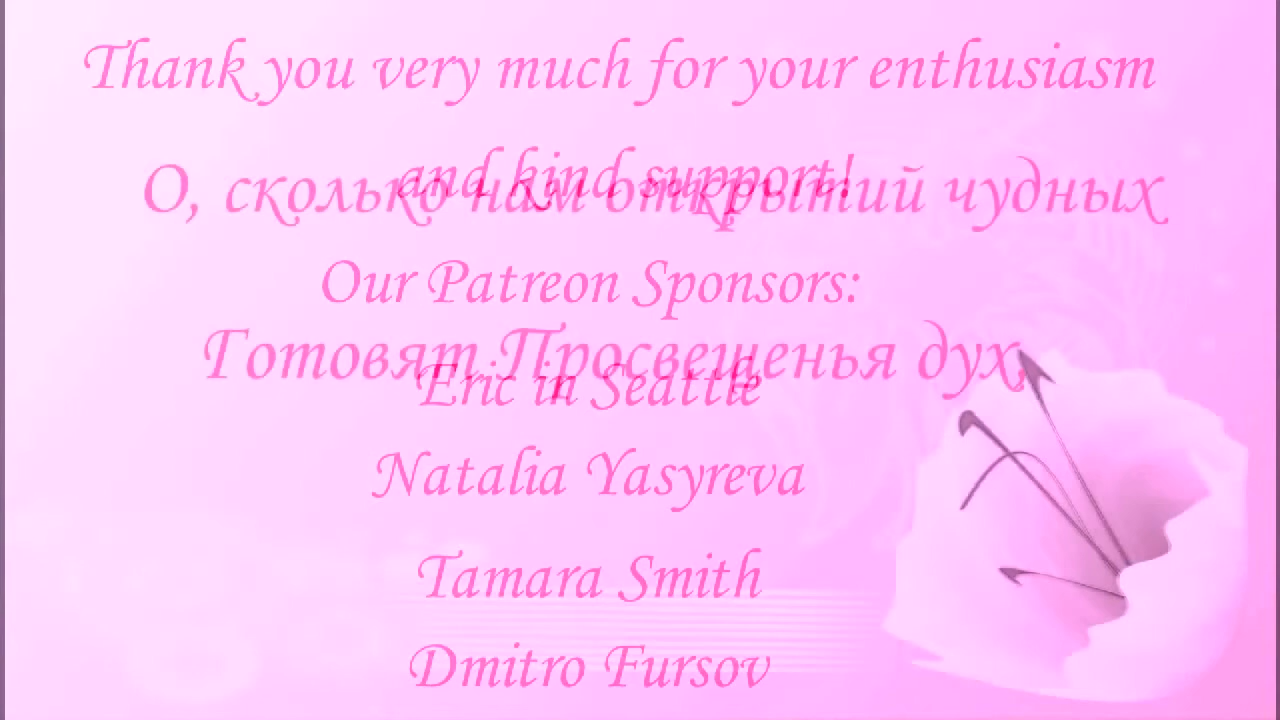 Thank you very much for your enthusiasm
and kind support!
О, сколько нам открытий чудных
Our Patreon Sponsors:
Готовят Просвещенья дух,
Eric in Seattle
Natalia Yasyreva
Tamara Smith
Dmitro Fursov